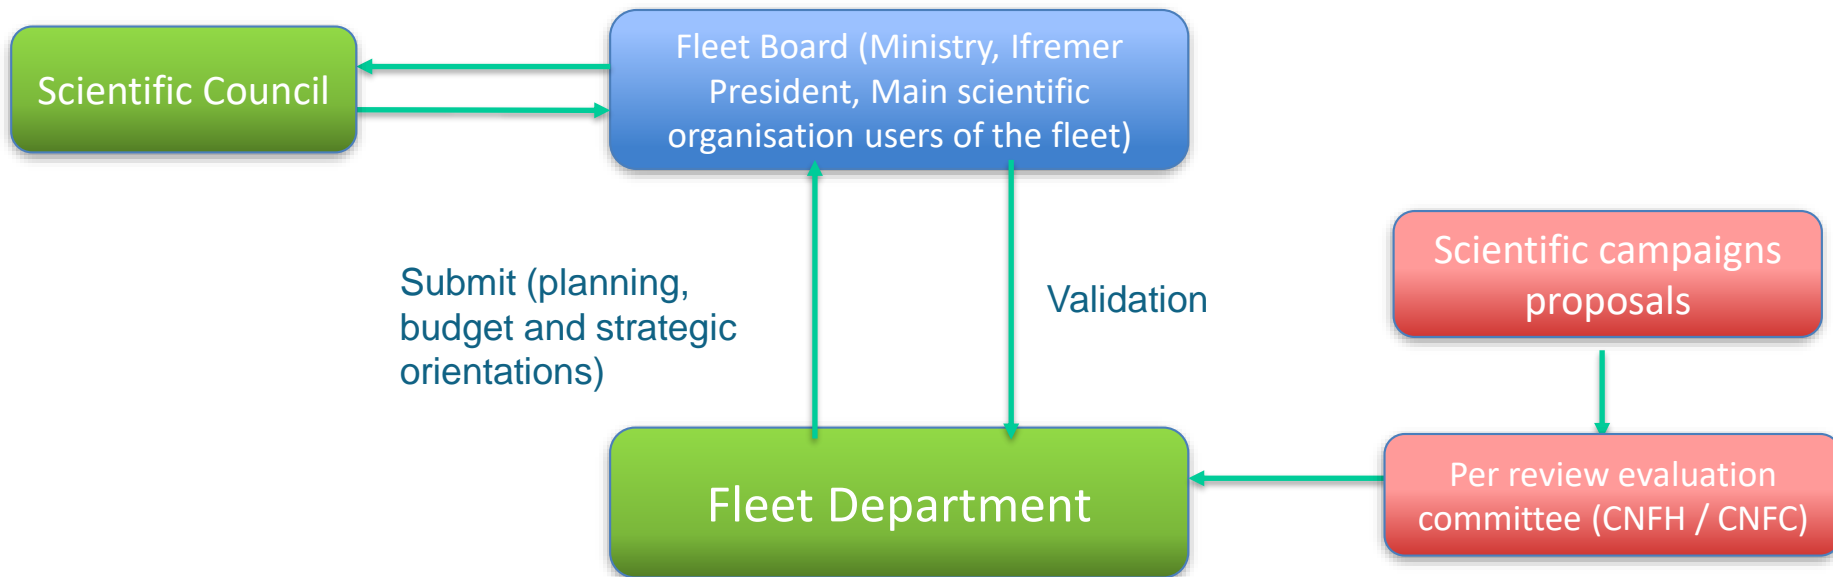 Scientific Council
Fleet Board (Ministry, Ifremer
President, Main scientific
organisation users of the fleet)
Submit (planning,
budget and strategic
orientations)
Validation
Scientific campaigns
proposals
Fleet Department
Per review evaluation
committee (CNFH / CNFC)